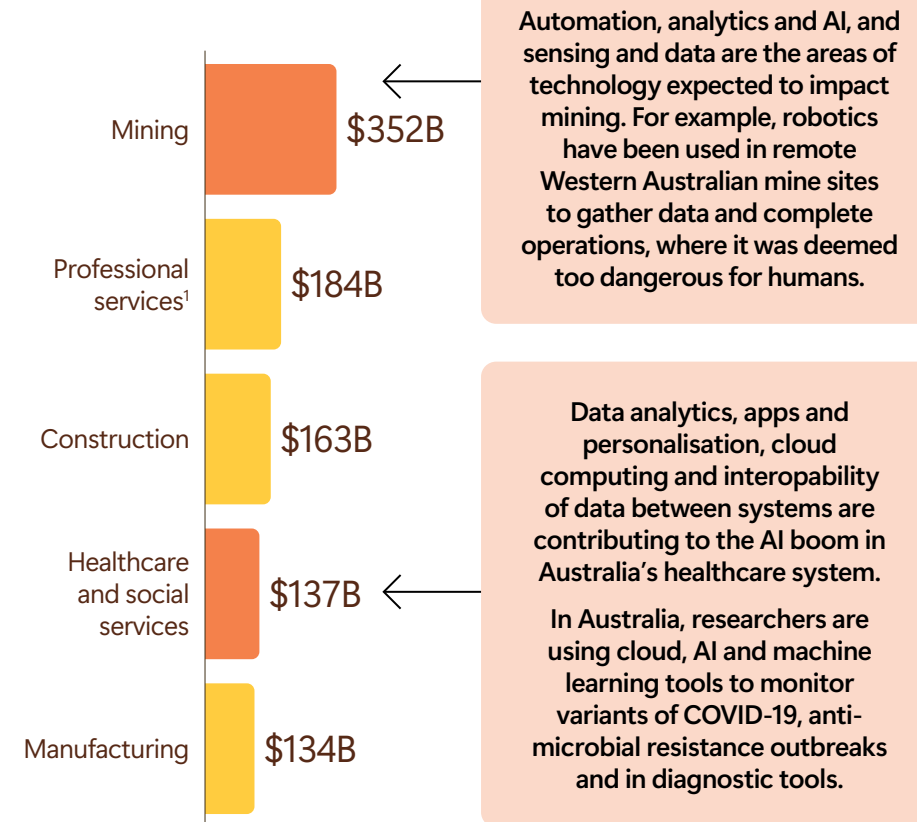 Automation, analytics and AI, and
sensing and data are the areas of
technology expected to impact
mining. For example, robotics
have been used in remote
Western Australian mine sites
to gather data and complete
operations, where it was deemed
too dangerous for humans.
Mining
$352B
Professional
services¹
$184B
Construction
$163B
Healthcare
and social
services
$137B
Manufacturing
$134B
Data analytics, apps and
personalisation, cloud
computing and interopability
of data between systems are
contributing to the AI boom in
Australia’s healthcare system.
In Australia, researchers are
using cloud, AI and machine
learning tools to monitor
variants of COVID-19, anti-
microbial resistance outbreaks
and in diagnostic tools.